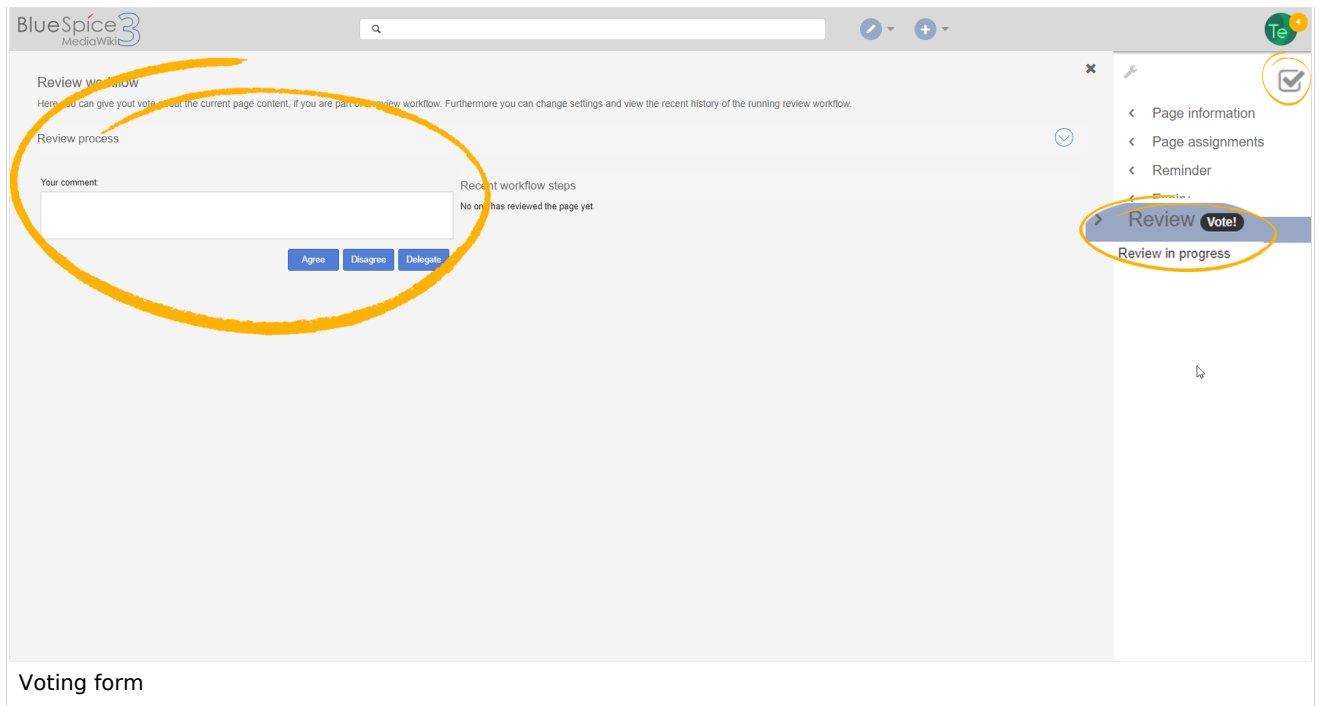 BlueSpice 3
MediaWiki
Te
4
Review workflow
Here you can give yout vote about the current page content, if you are part of a review workflow. Furthermore you can change settings and view the recent history of the running review workflow.
Review process
Your comment:
Agree
Disagree
Delegate
Recent workflow steps
No one has reviewed the page yet.
Page information
Page assignments
Reminder
Expiry
Review Vote!
Review in progress
Voting form